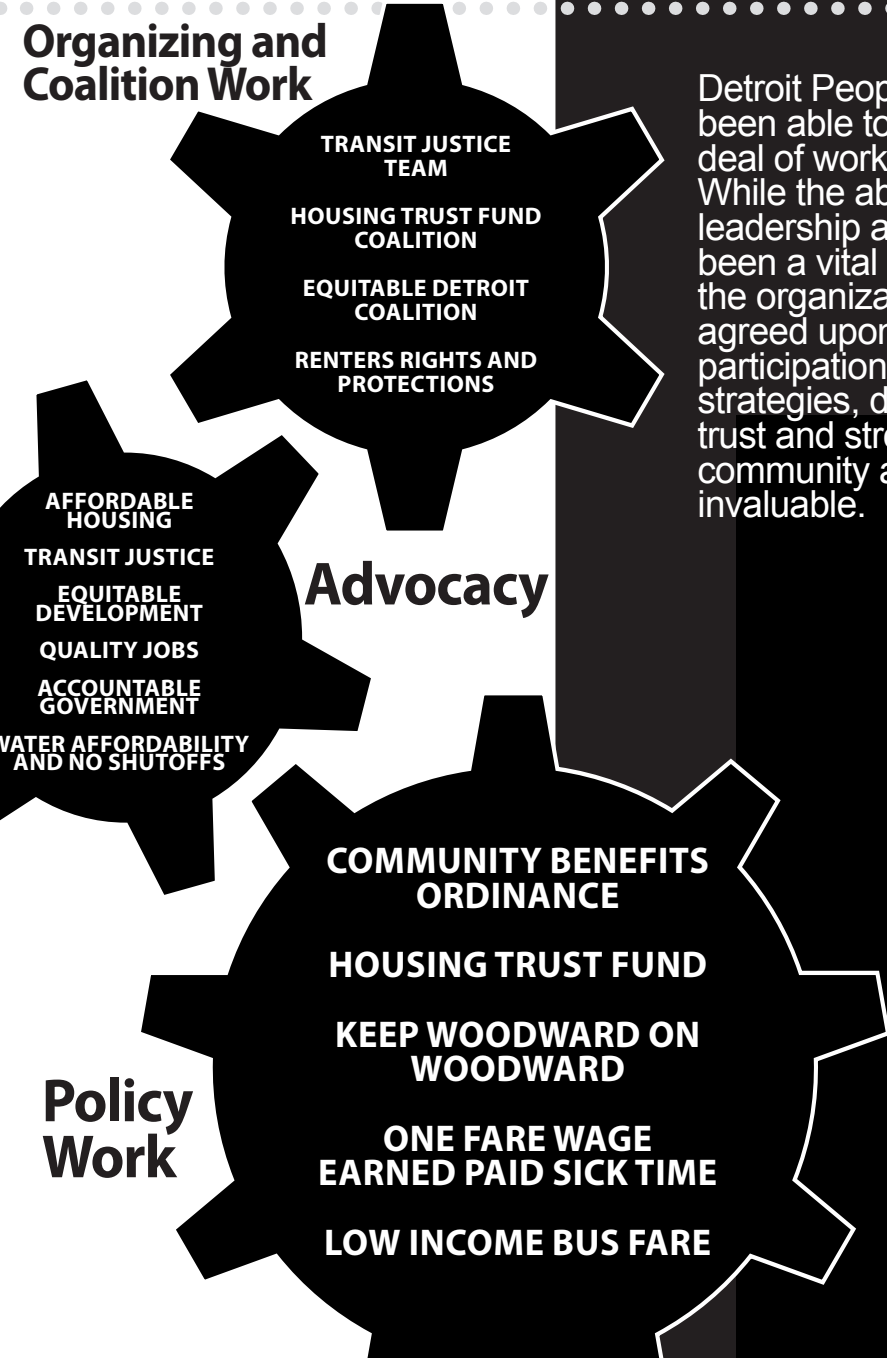 Organizing and
Coalition Work
TRANSIT JUSTICE
TEAM
HOUSING TRUST FUND
COALITION
EQUITABLE DETROIT
COALITION
RENTERS RIGHTS AND
PROTECTIONS
AFFORDABLE
HOUSING
TRANSIT JUSTICE
EQUITABLE
DEVELOPMENT
QUALITY JOBS
ACCOUNTABLE
GOVERNMENT
WATER AFFORDABILITY
AND NO SHUTOFFS
Advocacy
COMMUNITY BENEFITS
ORDINANCE
HOUSING TRUST FUND
KEEP WOODWARD ON
WOODWARD
ONE FARE WAGE
EARNED PAID SICK TIME
LOW INCOME BUS FARE
Policy
Work
Detroit
been able to
deal of work
While the
leadership
been a vital
the
agreed upon
participation
strategies,
trust and
community
invaluable.